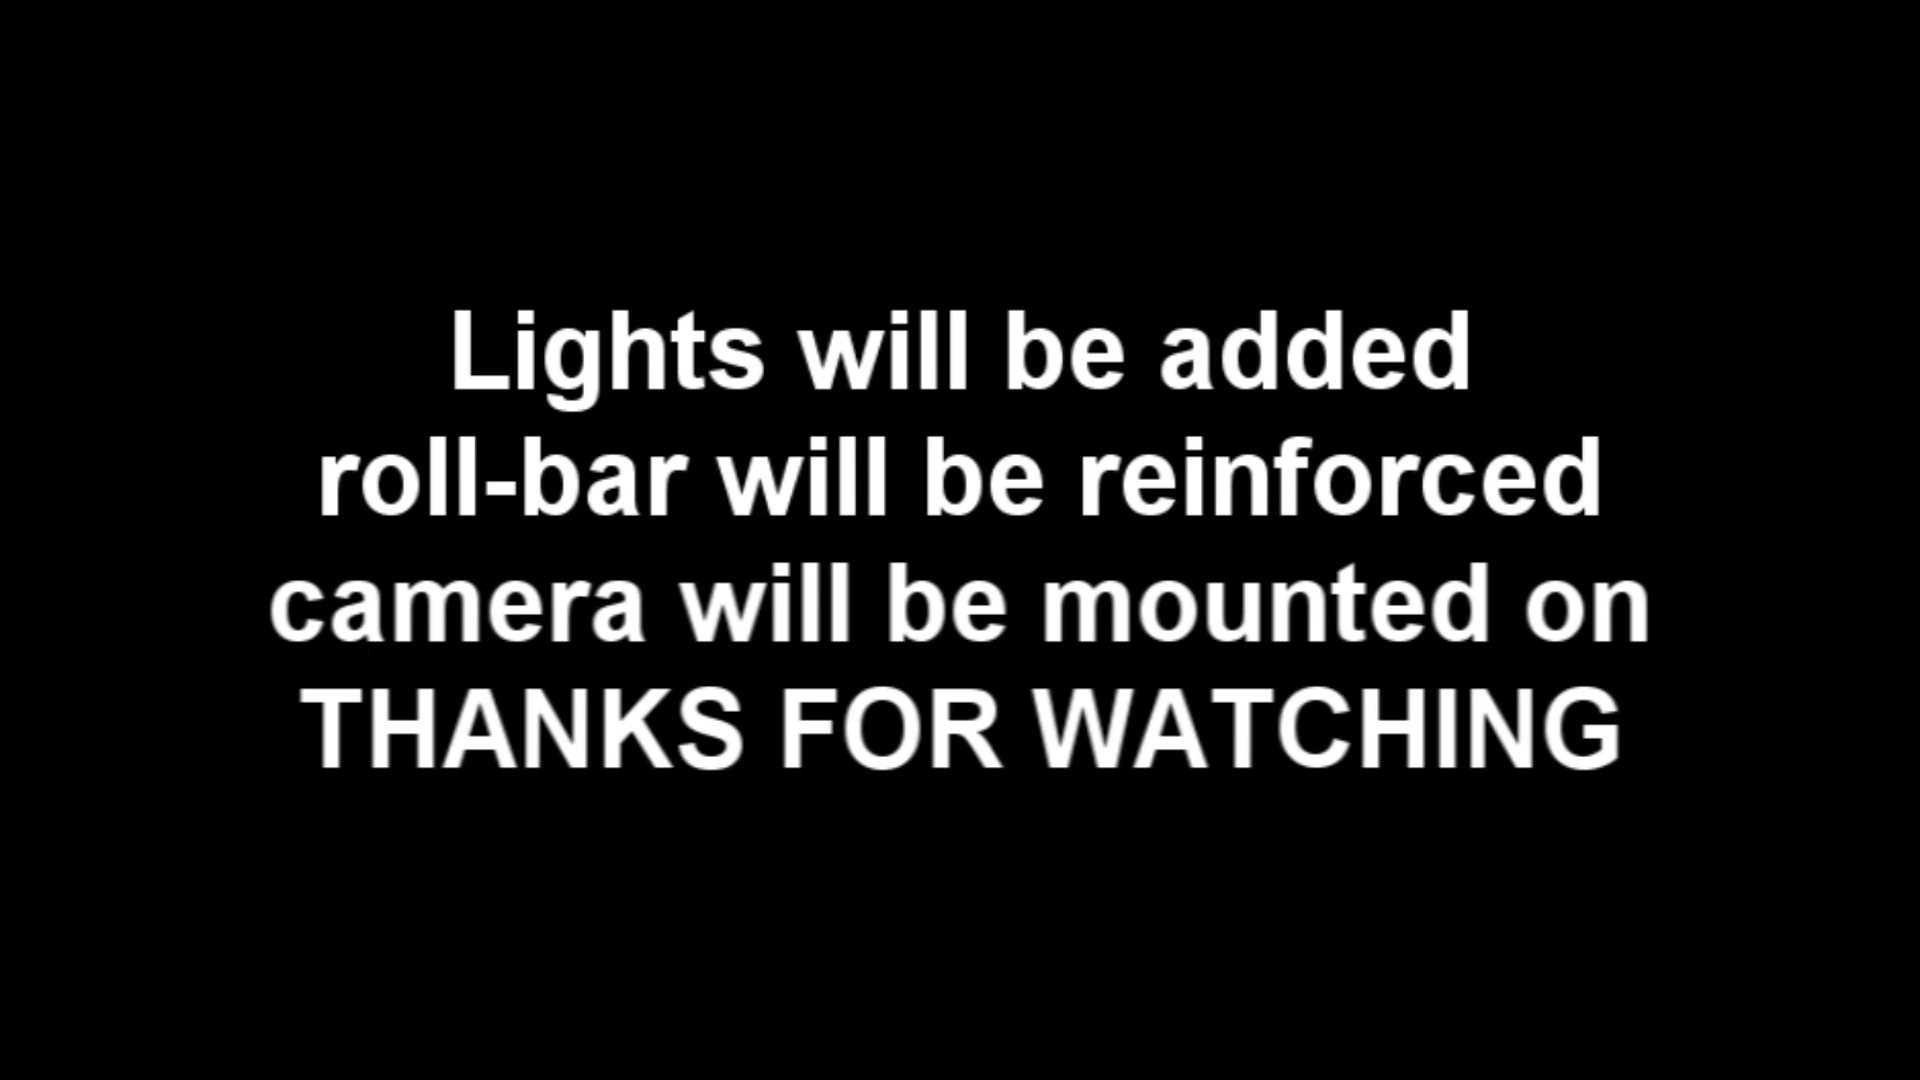 Lights will be added
roll-bar will be reinforced
camera will be mounted on
THANKS FOR WATCHING